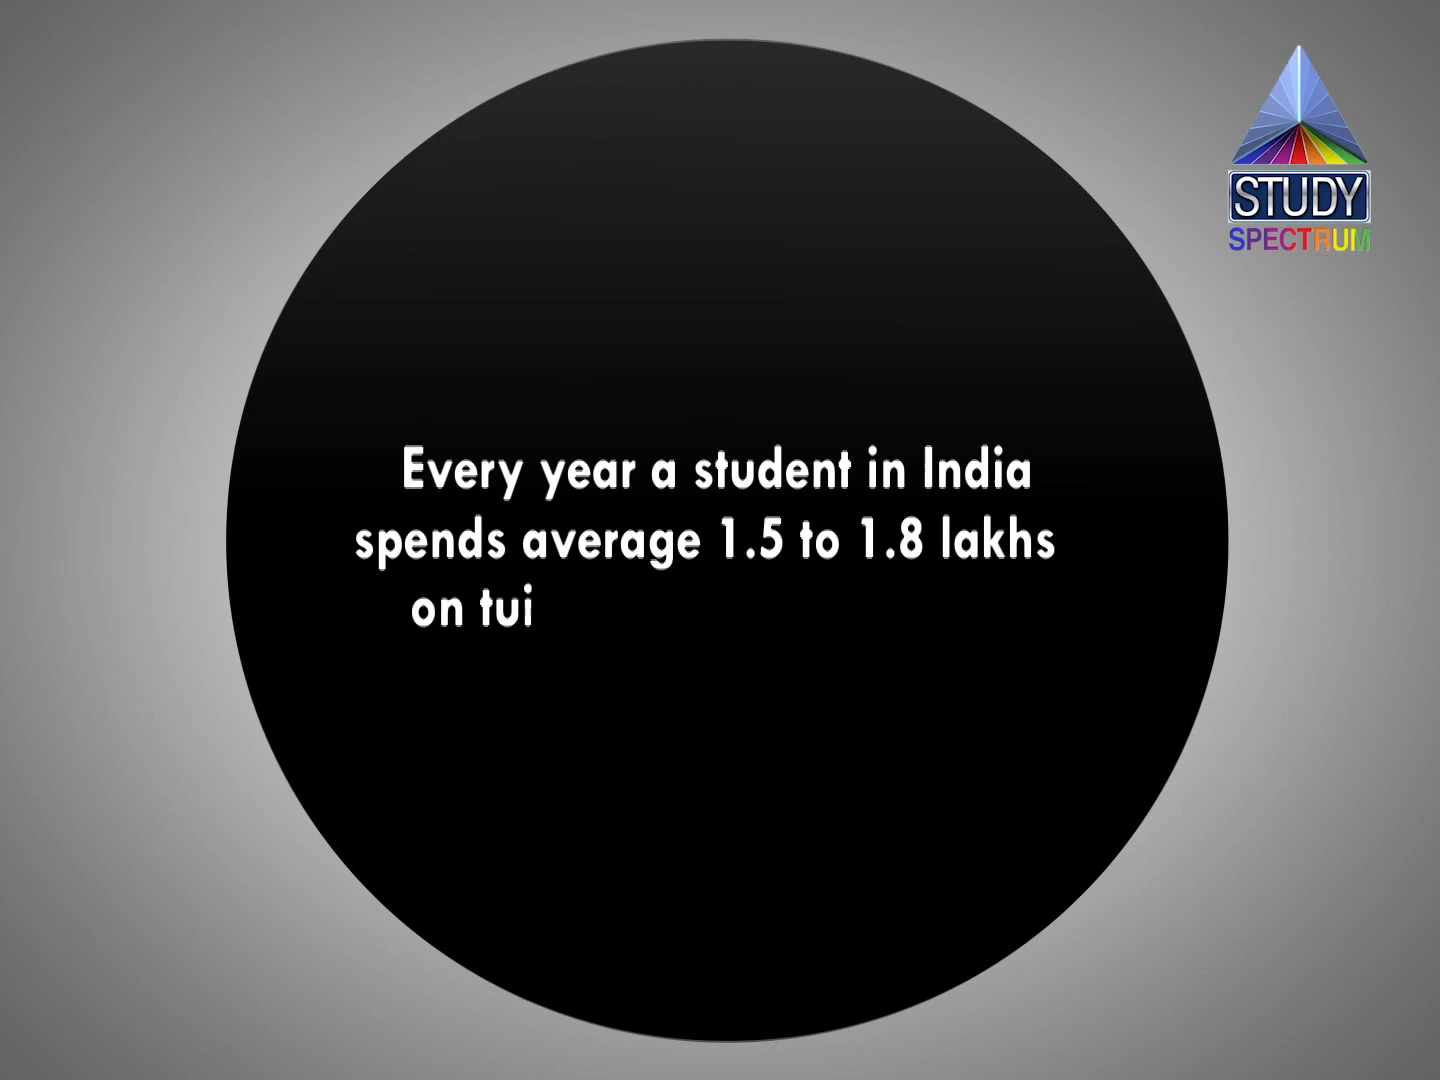 STUDY
SPECTRUM
Every year a student in India
spends average 1.5 to 1.8 lakhs
on tui